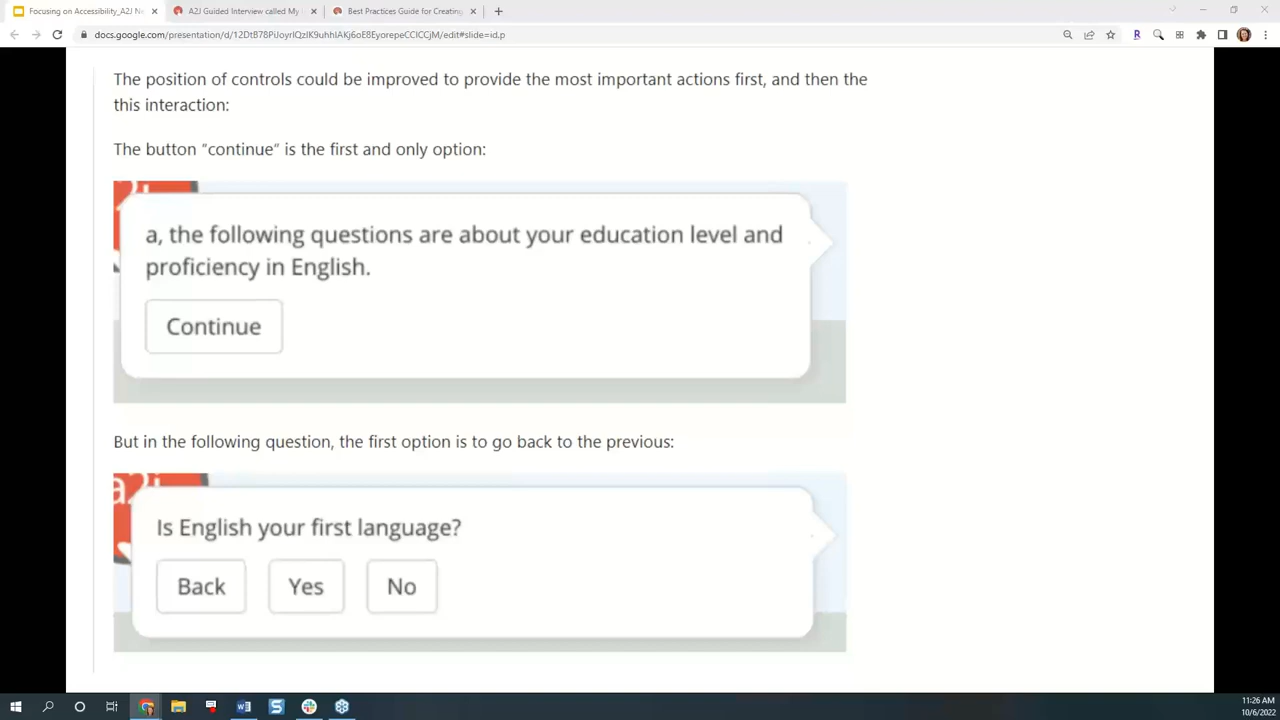 Focusing on Accessibility_A2J Ne
A2J Guided Interview called My
Best Practices Guide for Creating
docs.google.com/presentation/d/12DtB78PiJoyrlQzIK9uhhlAKj6oE8EyorepeCClCCjM/edit#slide=id.p
The position of controls could be improved to provide the most important actions first, and then the
this interaction:
The button “continue” is the first and only option:
a, the following questions are about your education level and
proficiency in English.
Continue
But in the following question, the first option is to go back to the previous:
a2j
Is English your first language?
Back Yes No
11:26 AM
10/6/2022